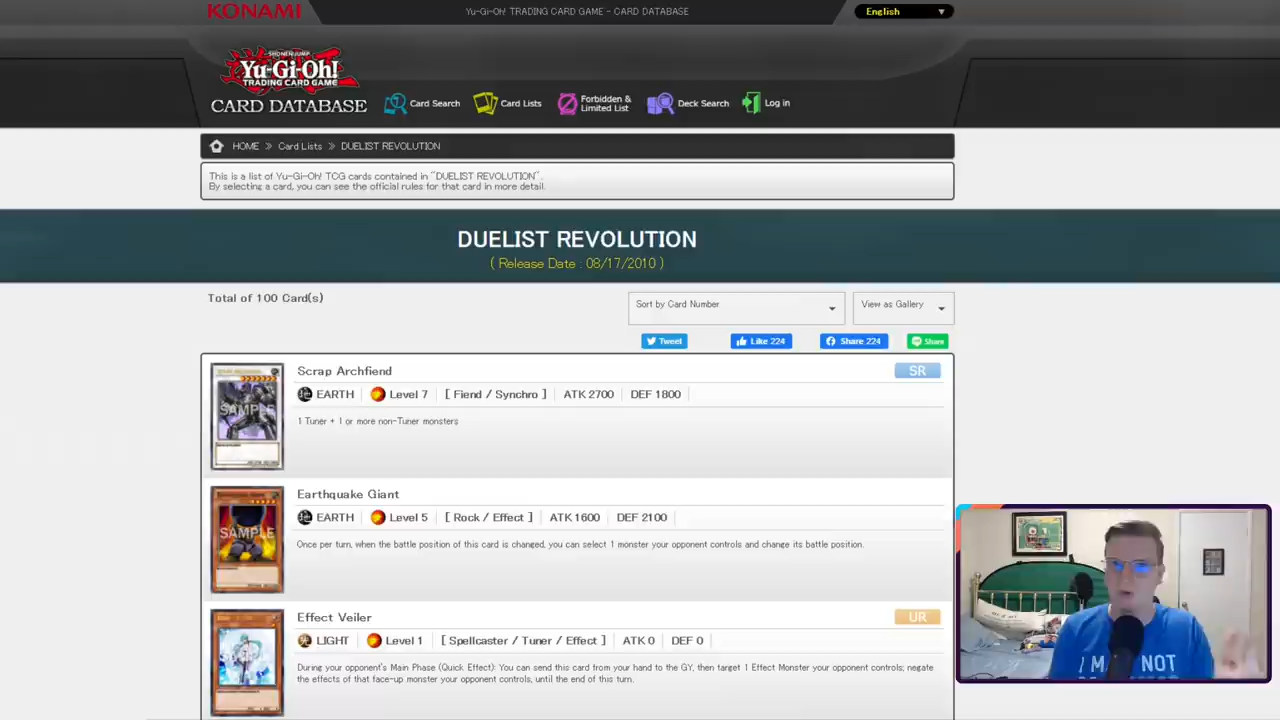 KONAMI
Yu-Gi-Oh! TRADING CARD GAME - CARD DATABASE
English
SHONEN JUMP
Yu-Gi-Oh!
TRADING CARD GAME
CARD DATABASE
Card Search
Card Lists
Forbidden &
Limited List
Deck Search
Log in
HOME » Card Lists » DUELIST REVOLUTION
This is a list of Yu-Gi-Oh! TCG cards contained in "DUELIST REVOLUTION".
By selecting a card, you can see the official rules for that card in more detail.
DUELIST REVOLUTION
( Release Date : 08/17/2010 )
Total of 100 Card(s)
Sort by Card Number
View as Gallery
Tweet
Like 224
Share 224
Share
Scrap Archfiend
SR
EARTH Level 7 [ Fiend / Synchro ] ATK 2700 DEF 1800
1 Tuner + 1 or more non-Tuner monsters
SAMPLE
Earthquake Giant
EARTH Level 5 [ Rock / Effect ] ATK 1600 DEF 2100
Once per turn, when the battle position of this card is changed, you can select 1 monster your opponent controls and change its battle position.
SAMPLE
Effect Veiler
UR
LIGHT Level 1 [ Spellcaster / Tuner / Effect ] ATK 0 DEF 0
During your opponent's Main Phase (Quick Effect): You can send this card from your hand to the GY, then target 1 Effect Monster your opponent controls; negate
the effects of that face-up monster your opponent controls, until the end of this turn.
SAMPLE
I'M NOT